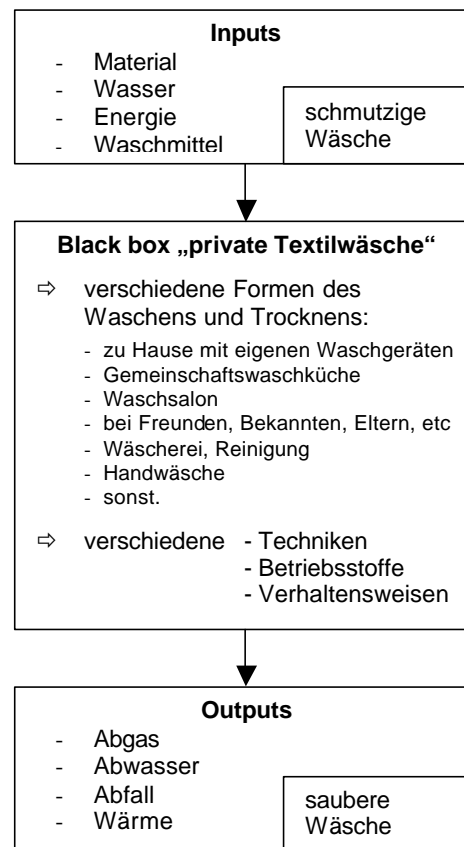 Inputs
- Material
- Wasser
- Energie
- Waschmittel
schmutzige
Wäsche
Black box „private Textilwäsche“
⇨ verschiedene Formen des
Waschens und Trocknens:
- zu Hause mit eigenen Waschgeräten
- Gemeinschaftswaschküche
- Waschsalon
- bei Freunden, Bekannten, Eltern, etc
- Wäscherei, Reinigung
- Handwäsche
- sonst.
⇨ verschiedene - Techniken
- Betriebsstoffe
- Verhaltensweisen
Outputs
- Abgas
- Abwasser
- Abfall
- Wärme
saubere
Wäsche